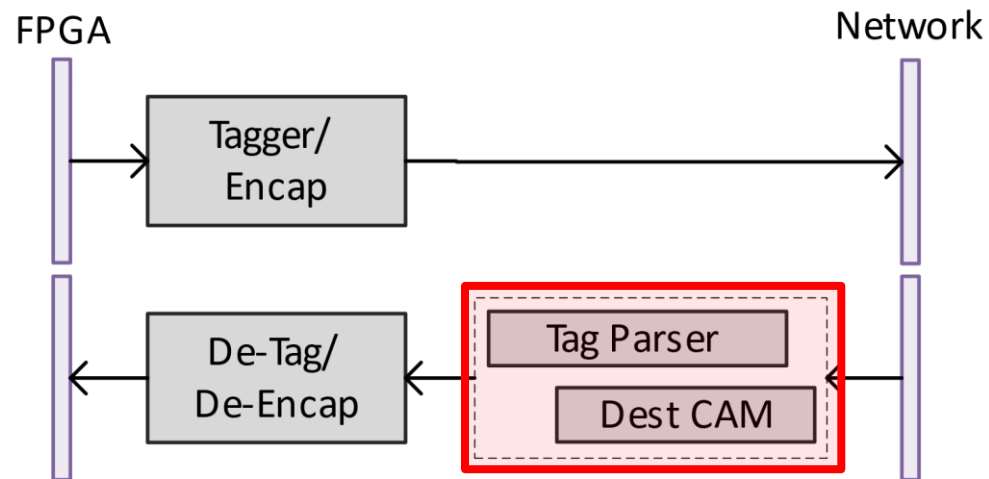 FPGA
Network
Tagger/
Encap
De-Tag/
De-Encap
Tag Parser
Dest CAM